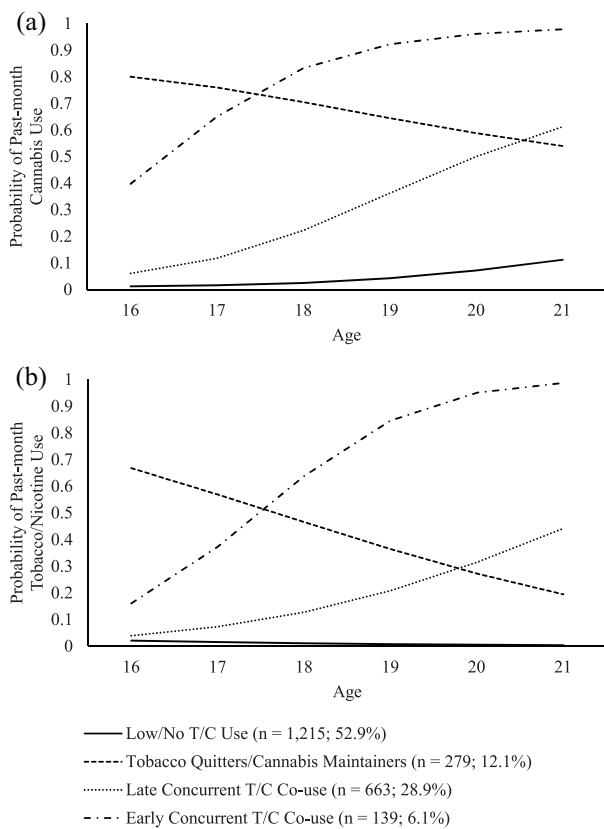 (a)
Probability of Past-month
Cannabis Use
1
0.9
0.8
0.7
0.6
0.5
0.4
0.3
0.2
0.1
0
16 17 18 19 20 21
Age
(b)
Probability of Past-month
Tobacco/Nicotine Use
1
0.9
0.8
0.7
0.6
0.5
0.4
0.3
0.2
0.1
0
16 17 18 19 20 21
Age
Low/No T/C Use (n = 1,215; 52.9%)
Tobacco Quitters/Cannabis Maintainers (n = 279; 12.1%)
Late Concurrent T/C Co-use (n = 663; 28.9%)
Early Concurrent T/C Co-use (n = 139; 6.1%)